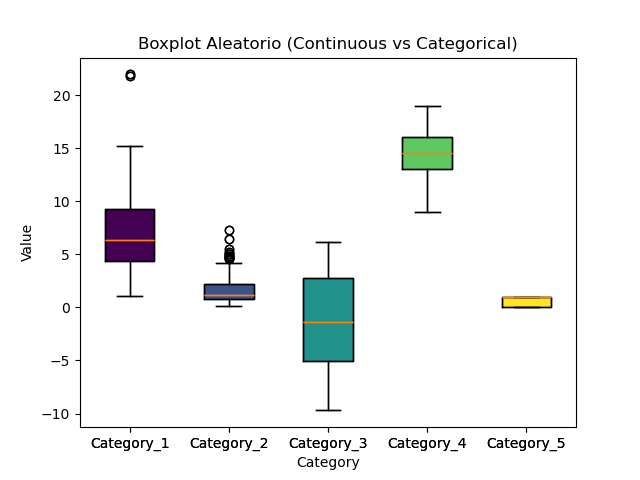 Boxplot Aleatorio (Continuous vs Categorical)
20
15
10
5
0
−5
−10
Value
Category_1 Category_2 Category_3 Category_4 Category_5
Category